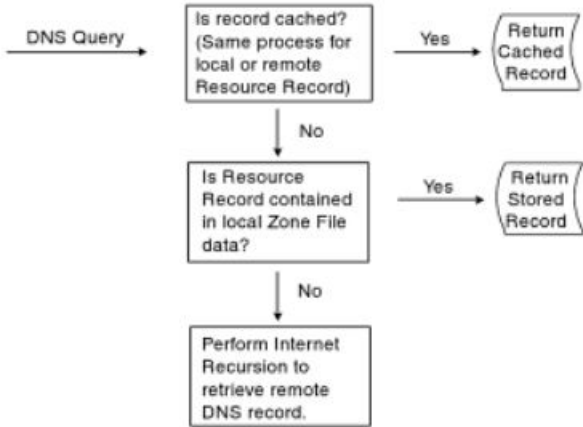 DNS Query
Is record cached?
(Same process for
local or remote
Resource Record)
Yes
Return
Cached
Record
No
Is Resource
Record contained
in local Zone File
data?
Yes
Return
Stored
Record
No
Perform Internet
Recursion to
retrieve remote
DNS record.